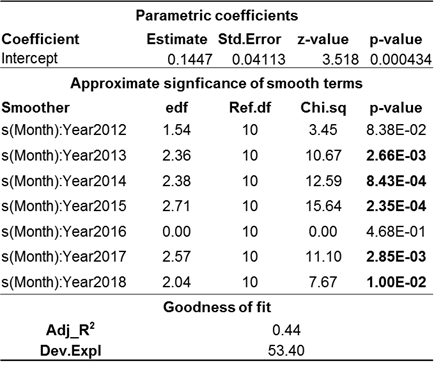 Parametric coefficients
Coefficient Estimate Std.Error z-value p-value
Intercept 0.1447 0.04113 3.518 0.000434
Approximate signficance of smooth terms
Smoother edf Ref.df Chi.sq p-value
s(Month):Year2012 1.54 10 3.45 8.38E-02
s(Month):Year2013 2.36 10 10.67 2.66E-03
s(Month):Year2014 2.38 10 12.59 8.43E-04
s(Month):Year2015 2.71 10 15.64 2.35E-04
s(Month):Year2016 0.00 10 0.00 4.68E-01
s(Month):Year2017 2.57 10 11.10 2.85E-03
s(Month):Year2018 2.04 10 7.67 1.00E-02
Goodness of fit
Adj_R² 0.44
Dev.Expl 53.40